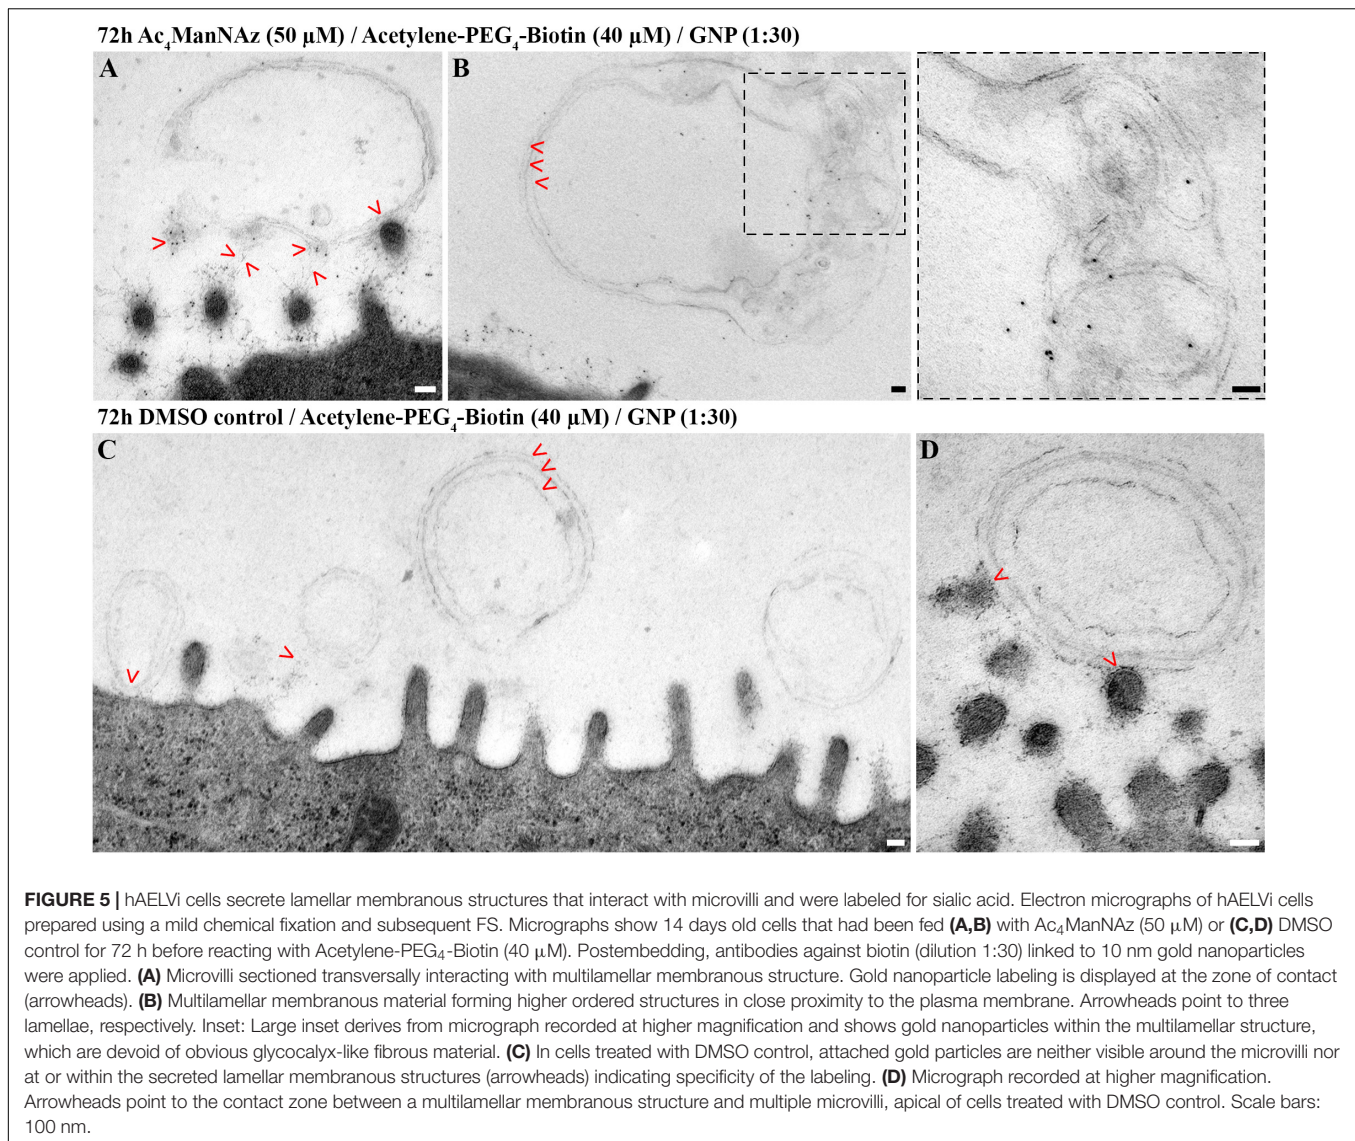 72h Ac₄ManNAz (50 µM) / Acetylene-PEG₄-Biotin (40 µM) / GNP (1:30)
A
B
72h DMSO control / Acetylene-PEG₄-Biotin (40 µM) / GNP (1:30)
C
D
FIGURE 5 | hAELVi cells secrete lamellar membranous structures that interact with microvilli and were labeled for sialic acid. Electron micrographs of hAELVi cells
prepared using a mild chemical fixation and subsequent FS. Micrographs show 14 days old cells that had been fed (A,B) with Ac₄ManNAz (50 µM) or (C,D) DMSO
control for 72 h before reacting with Acetylene-PEG₄-Biotin (40 µM). Postembedding, antibodies against biotin (dilution 1:30) linked to 10 nm gold nanoparticles
were applied. (A) Microvilli sectioned transversally interacting with multilamellar membranous structure. Gold nanoparticle labeling is displayed at the zone of contact
(arrowheads). (B) Multilamellar membranous material forming higher ordered structures in close proximity to the plasma membrane. Arrowheads point to three
lamellae, respectively. Inset: Large inset derives from micrograph recorded at higher magnification and shows gold nanoparticles within the multilamellar structure,
which are devoid of obvious glycocalyx-like fibrous material. (C) In cells treated with DMSO control, attached gold particles are neither visible around the microvilli nor
at or within the secreted lamellar membranous structures (arrowheads) indicating specificity of the labeling. (D) Micrograph recorded at higher magnification.
Arrowheads point to the contact zone between a multilamellar membranous structure and multiple microvilli, apical of cells treated with DMSO control. Scale bars:
100 nm.